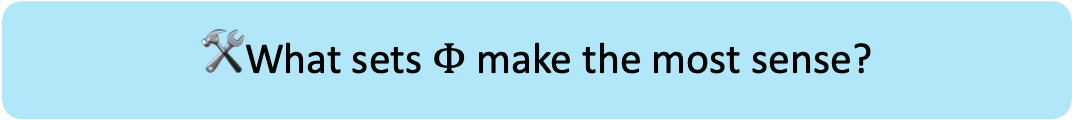 🛠What sets Φ make the most sense?